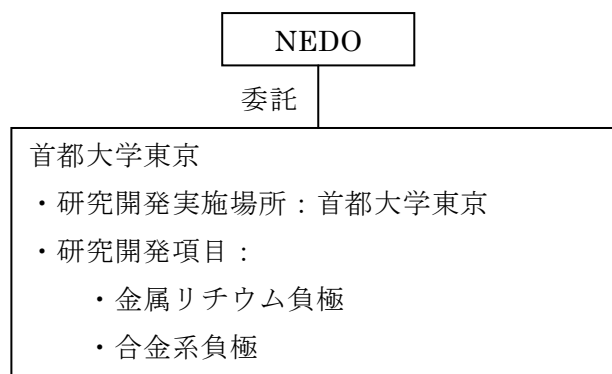 NEDO
委託
首都大学東京
・研究開発実施場所：首都大学東京
・研究開発項目：
・金属リチウム負極
・合金系負極